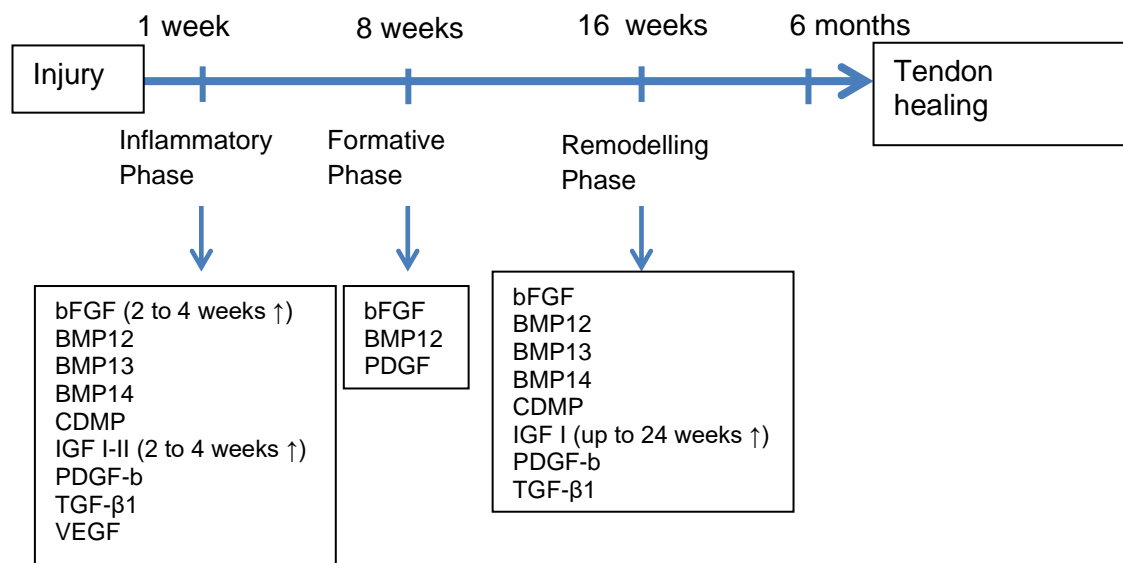 1 week
8 weeks
16 weeks
6 months
Injury
Tendon
healing
Inflammatory
Phase
Formative
Phase
Remodelling
Phase
bFGF (2 to 4 weeks ↑)
BMP12
BMP13
BMP14
CDMP
IGF I-II (2 to 4 weeks ↑)
PDGF-b
TGF-β1
VEGF
bFGF
BMP12
PDGF
bFGF
BMP12
BMP13
BMP14
CDMP
IGF I (up to 24 weeks ↑)
PDGF-b
TGF-β1